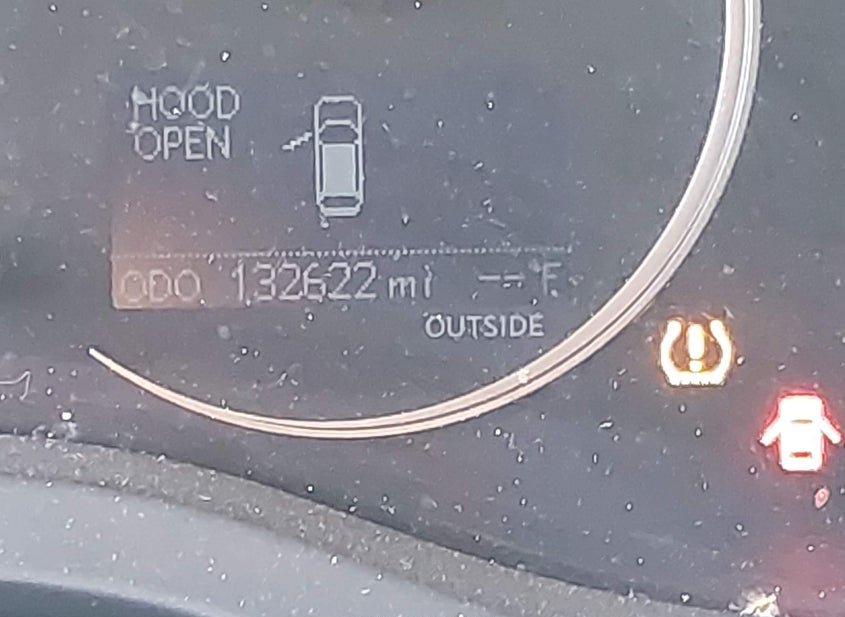 HOOD
OPEN
ODO 132622 mi -- °F
OUTSIDE